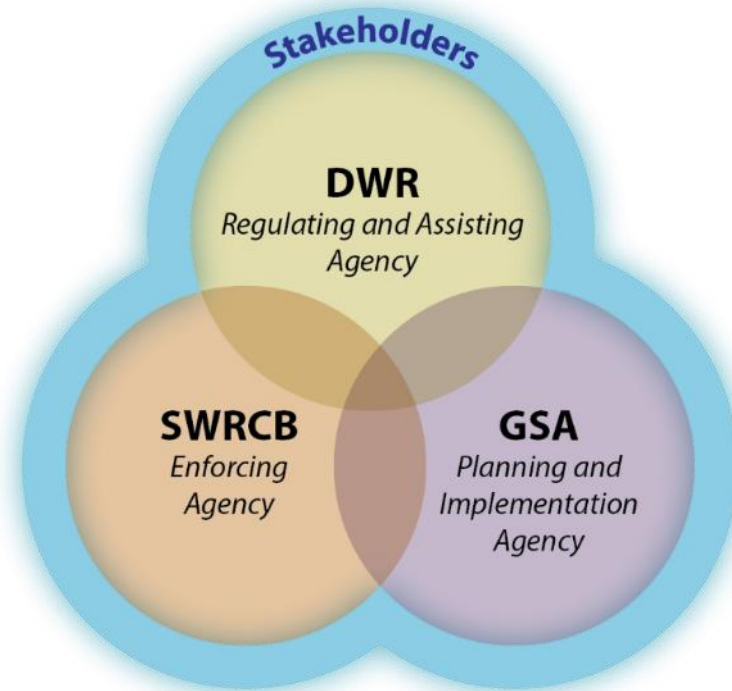 Stakeholders
DWR
Regulating and Assisting
Agency
SWRCB
Enforcing
Agency
GSA
Planning and
Implementation
Agency